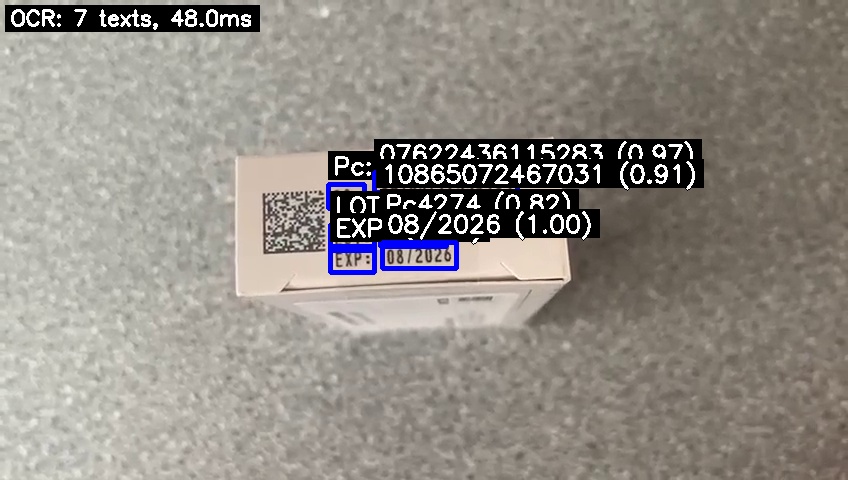 OCR: 7 texts, 48.0ms
07622436115283 (0.97)
Pc:
10865072467031 (0.91)
LOT Pc4274 (0.82)
EXP 08/2026 (1.00)
EXP: 08/2026